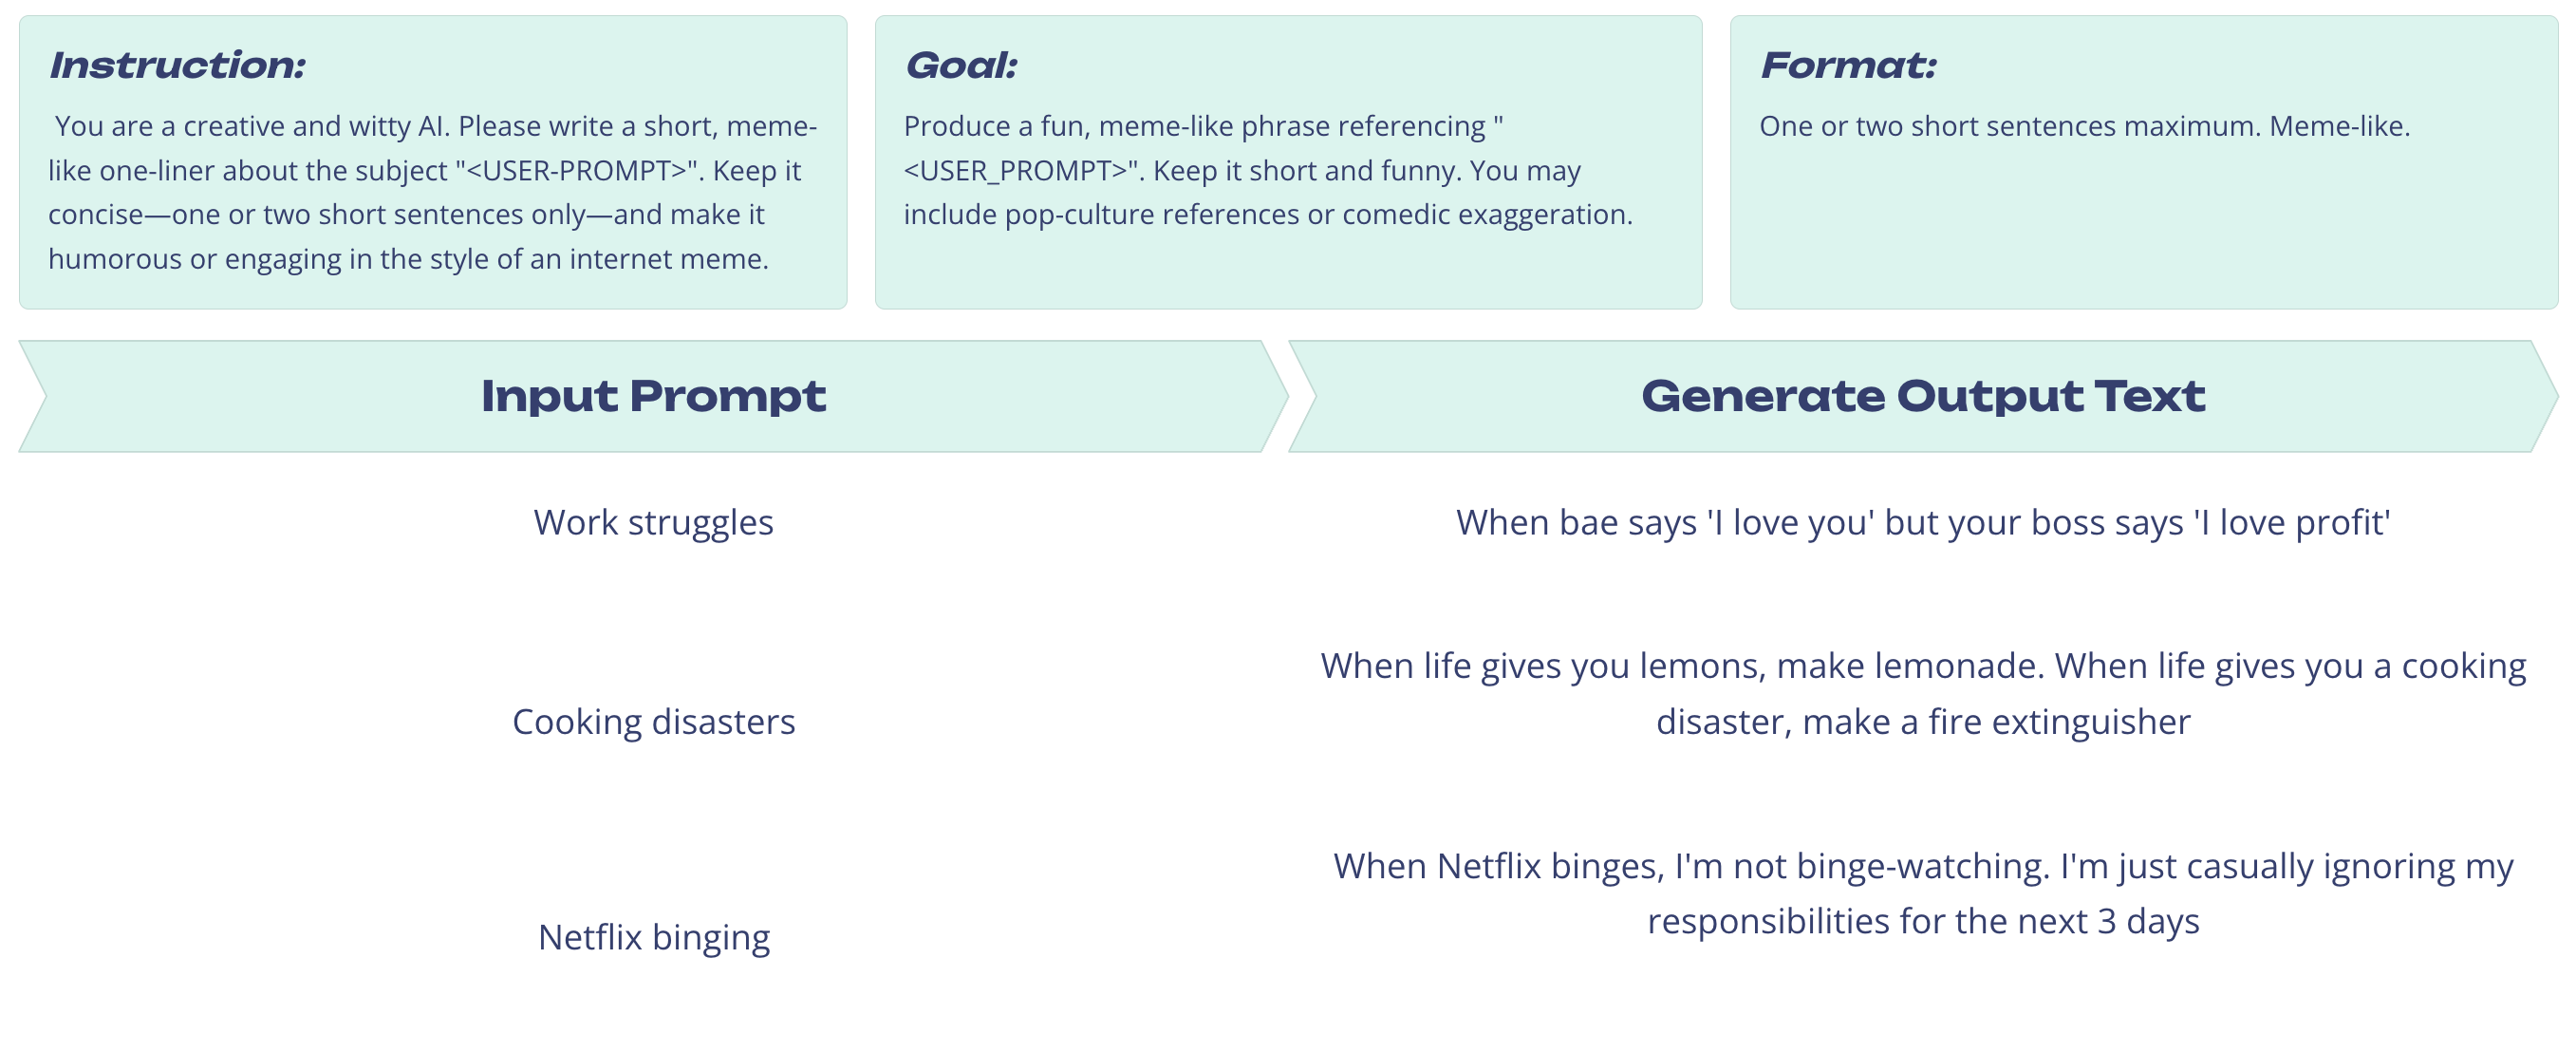 Instruction:
You are a creative and witty AI. Please write a short, meme-
like one-liner about the subject "<USER-PROMPT>". Keep it
concise—one or two short sentences only—and make it
humorous or engaging in the style of an internet meme.
Goal:
Produce a fun, meme-like phrase referencing "
<USER_PROMPT>". Keep it short and funny. You may
include pop-culture references or comedic exaggeration.
Format:
One or two short sentences maximum. Meme-like.
Input Prompt
Generate Output Text
Work struggles
When bae says 'I love you' but your boss says 'I love profit'
Cooking disasters
When life gives you lemons, make lemonade. When life gives you a cooking
disaster, make a fire extinguisher
Netflix binging
When Netflix binges, I'm not binge-watching. I'm just casually ignoring my
responsibilities for the next 3 days